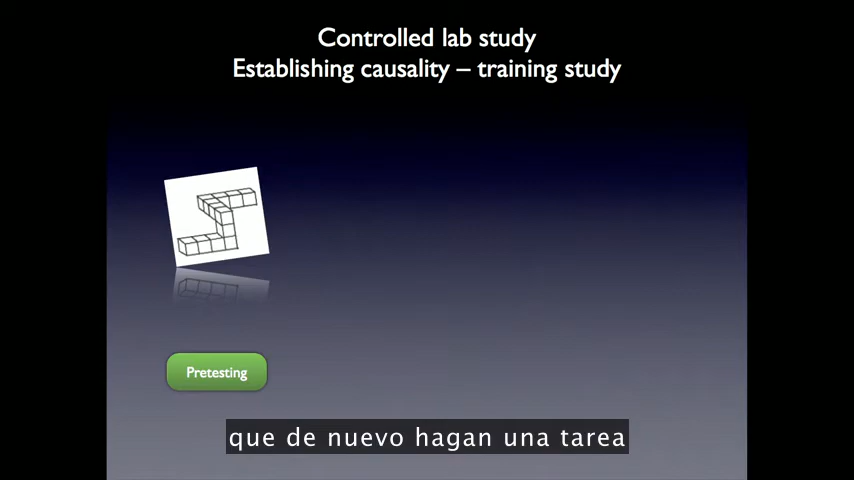 Controlled lab study
Establishing causality – training study
Pretesting
que de nuevo hagan una tarea